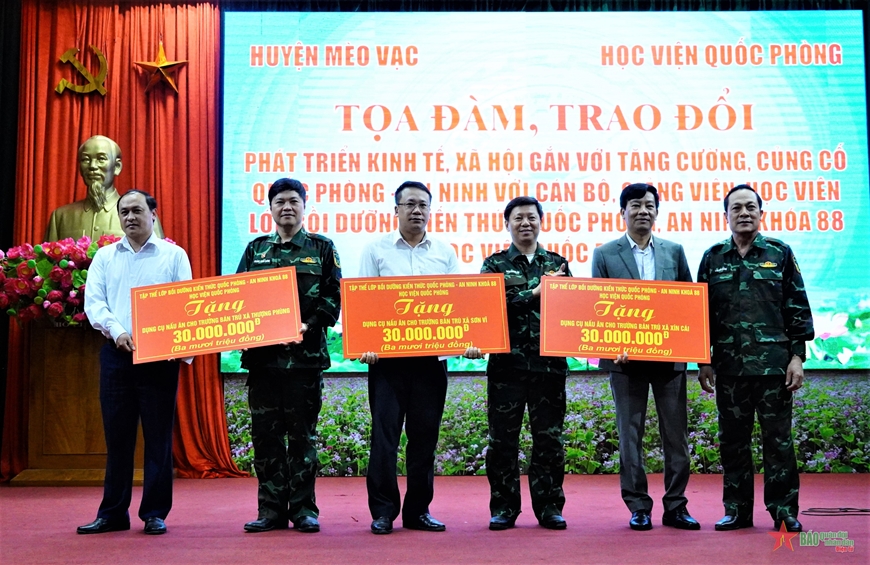 HUYỆN MÈO VẠC
HỌC VIỆN QUỐC PHÒNG
TỌA ĐÀM, TRAO ĐỔI
PHÁT TRIỂN KINH TẾ, XÃ HỘI GẮN VỚI TĂNG CƯỜNG, CỦNG CỐ
QUỐC PHÒNG - AN NINH VỚI CÁN BỘ, GIẢNG VIÊN HỌC VIÊN
LỚP BỒI DƯỠNG KIẾN THỨC QUỐC PHÒNG, AN NINH KHÓA 88
HỌC VIỆN QUỐC
TẬP THỂ LỚP BỒI DƯỠNG KIẾN THỨC QUỐC PHÒNG - AN NINH KHOÁ 88
HỌC VIỆN QUỐC PHÒNG
Tặng
DỤNG CỤ NẤU ĂN CHO TRƯỜNG BÁN TRÚ XÃ THƯỢNG PHÙNG
30.000.000Đ
(Ba mươi triệu đồng)
TẬP THỂ LỚP BỒI DƯỠNG KIẾN THỨC QUỐC PHÒNG - AN NINH KHOÁ 88
HỌC VIỆN QUỐC PHÒNG
Tặng
DỤNG CỤ NẤU ĂN CHO TRƯỜNG BÁN TRÚ XÃ SƠN VĨ
30.000.000Đ
(Ba mươi triệu đồng)
TẬP THỂ LỚP BỒI DƯỠNG KIẾN THỨC QUỐC PHÒNG - AN NINH KHOÁ 88
HỌC VIỆN QUỐC PHÒNG
Tặng
DỤNG CỤ NẤU ĂN CHO TRƯỜNG BÁN TRÚ XÃ XÍN CÁI
30.000.000Đ
(Ba mươi triệu đồng)
BÁO